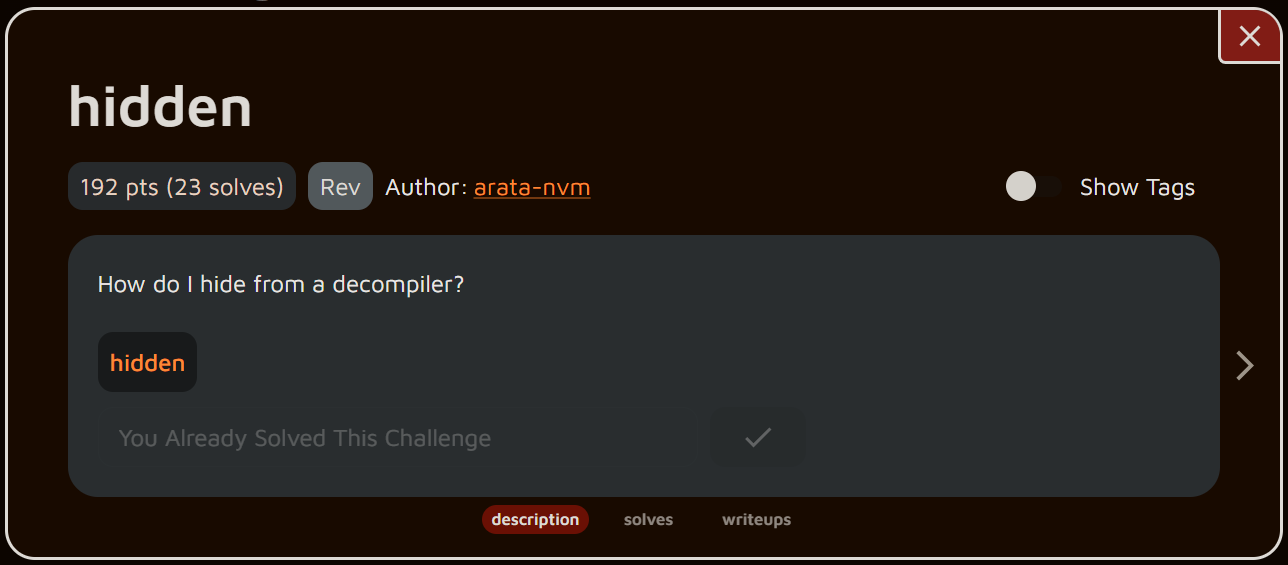 hidden
192 pts (23 solves) Rev Author: arata-nvm Show Tags
How do I hide from a decompiler?
hidden
You Already Solved This Challenge
description solves writeups